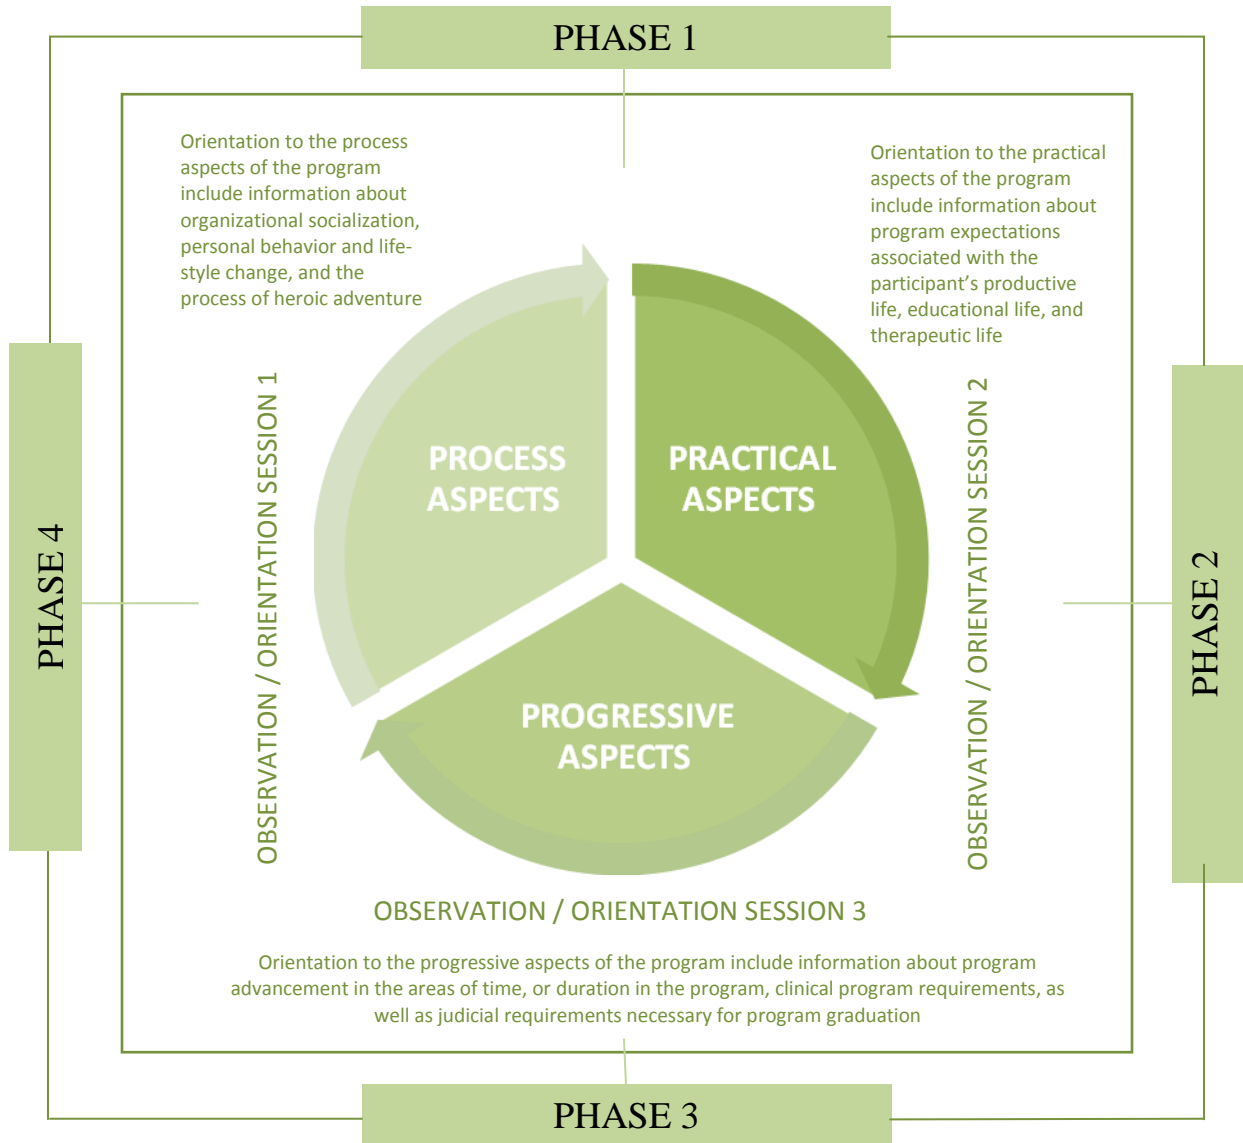 PHASE 1
Orientation to the process
aspects of the program
include information about
organizational socialization,
personal behavior and life-
style change, and the
process of heroic adventure
Orientation to the practical
aspects of the program
include information about
program expectations
associated with the
participant’s productive
life, educational life, and
therapeutic life
OBSERVATION / ORIENTATION SESSION 1
PROCESS
ASPECTS
PRACTICAL
ASPECTS
OBSERVATION / ORIENTATION SESSION 2
PHASE 4
PHASE 2
PROGRESSIVE
ASPECTS
OBSERVATION / ORIENTATION SESSION 3
Orientation to the progressive aspects of the program include information about program
advancement in the areas of time, or duration in the program, clinical program requirements, as
well as judicial requirements necessary for program graduation
PHASE 3